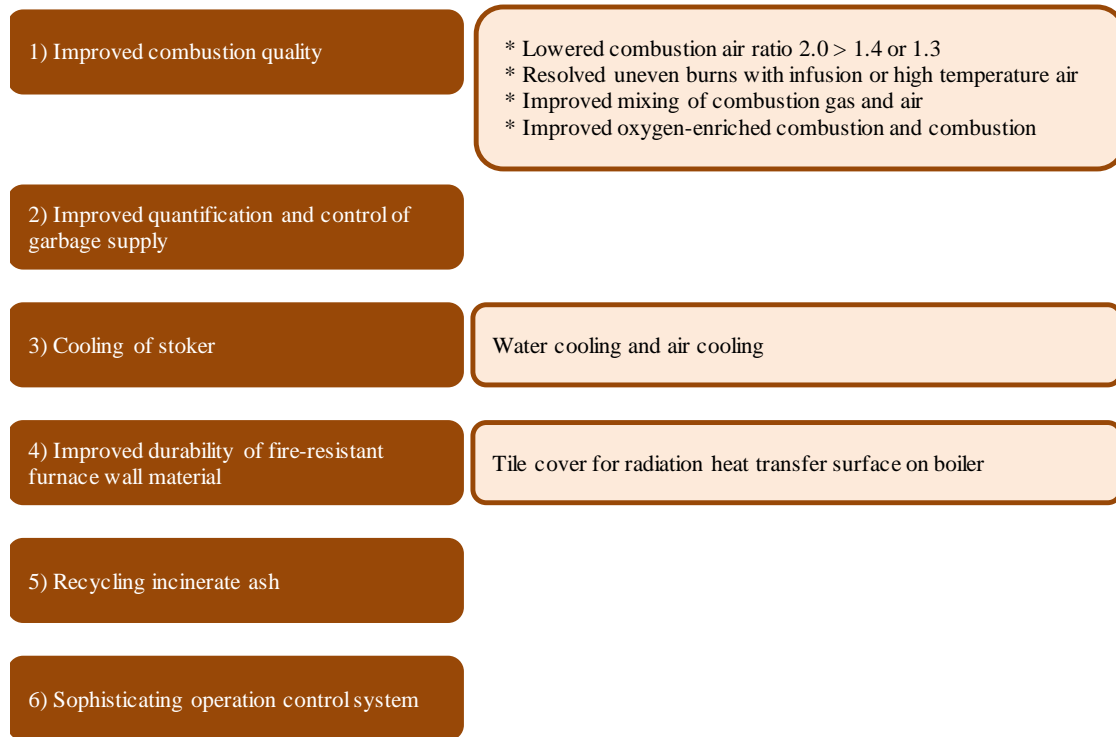 1) Improved combustion quality
* Lowered combustion air ratio 2.0 > 1.4 or 1.3
* Resolved uneven burns with infusion or high temperature air
* Improved mixing of combustion gas and air
* Improved oxygen-enriched combustion and combustion
2) Improved quantification and control of
garbage supply
3) Cooling of stoker
Water cooling and air cooling
4) Improved durability of fire-resistant
furnace wall material
Tile cover for radiation heat transfer surface on boiler
5) Recycling incinerate ash
6) Sophisticating operation control system